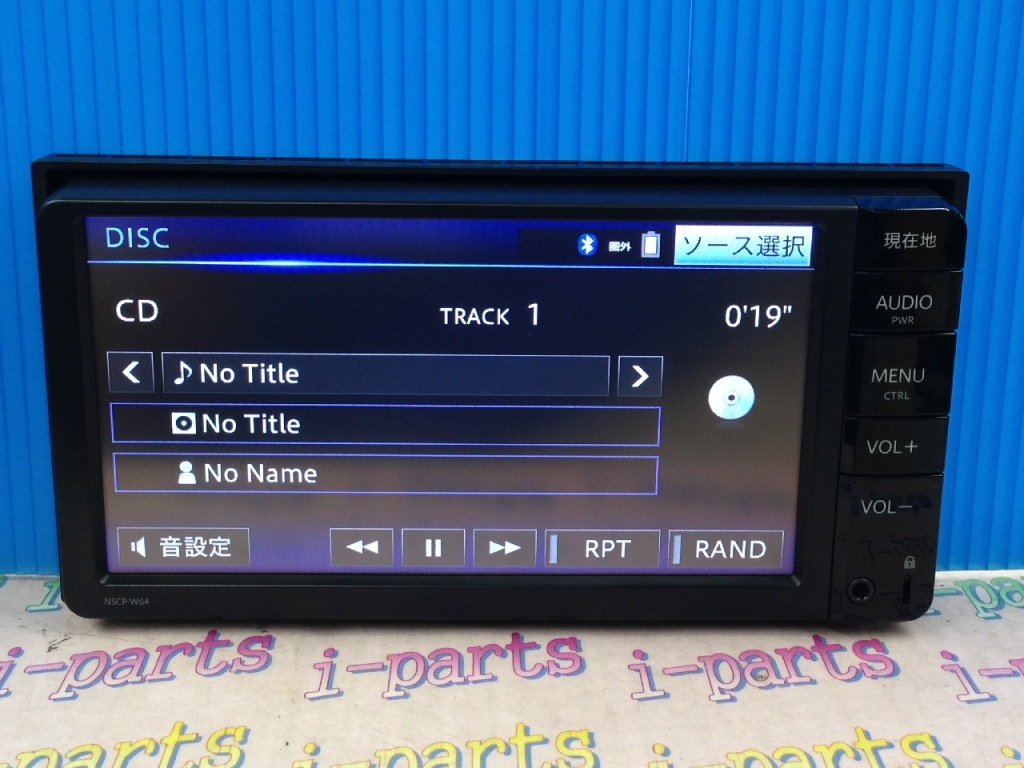 DISC
圏外
ソース選択
CD
TRACK 1
0'19"
No Title
No Title
No Name
音設定
RPT
RAND
現在地
AUDIO
PWR
MENU
CTRL
VOL+
VOL−
NSCP-W64
i-parts i-parts i-parts i-parts
i-parts i-parts i-parts